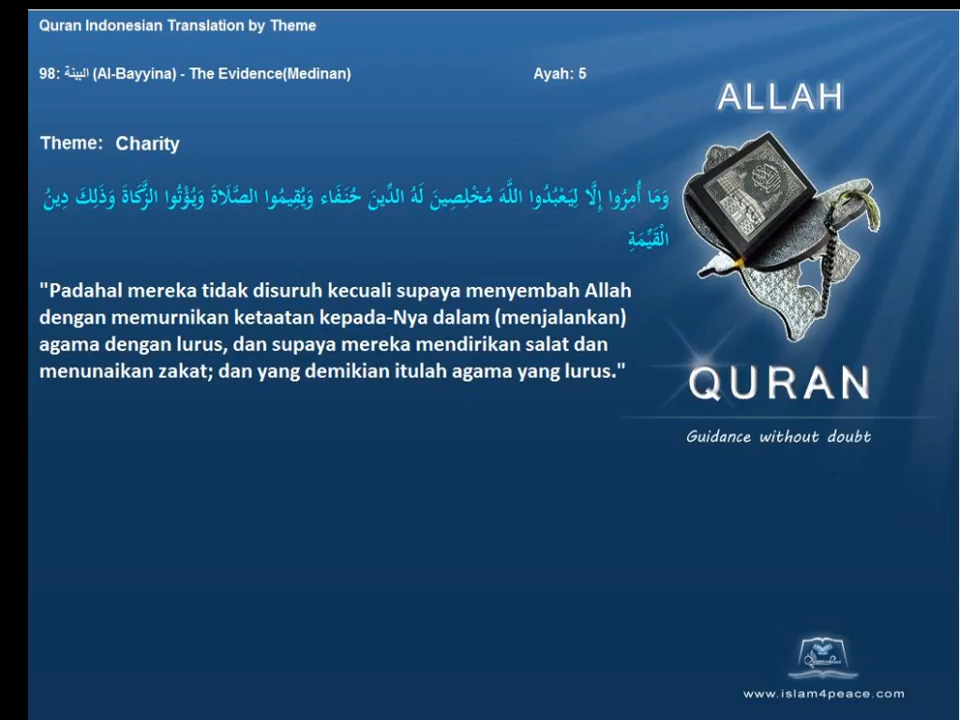 Quran Indonesian Translation by Theme
98: البينة (Al-Bayyina) - The Evidence(Medinan) Ayah: 5
ALLAH
Theme: Charity
وَمَا أُمِرُوا إِلَّا لِيَعْبُدُوا اللَّهَ مُخْلِصِينَ لَهُ الدِّينَ حُنَفَاء وَيُقِيمُوا الصَّلَاةَ وَيُؤْتُوا الزَّكَاةَ وَذَلِكَ دِينُ
الْقَيِّمَةِ
"Padahal mereka tidak disuruh kecuali supaya menyembah Allah
dengan memurnikan ketaatan kepada-Nya dalam (menjalankan)
agama dengan lurus, dan supaya mereka mendirikan salat dan
menunaikan zakat; dan yang demikian itulah agama yang lurus."
QURAN
Guidance without doubt
www.islam4peace.com